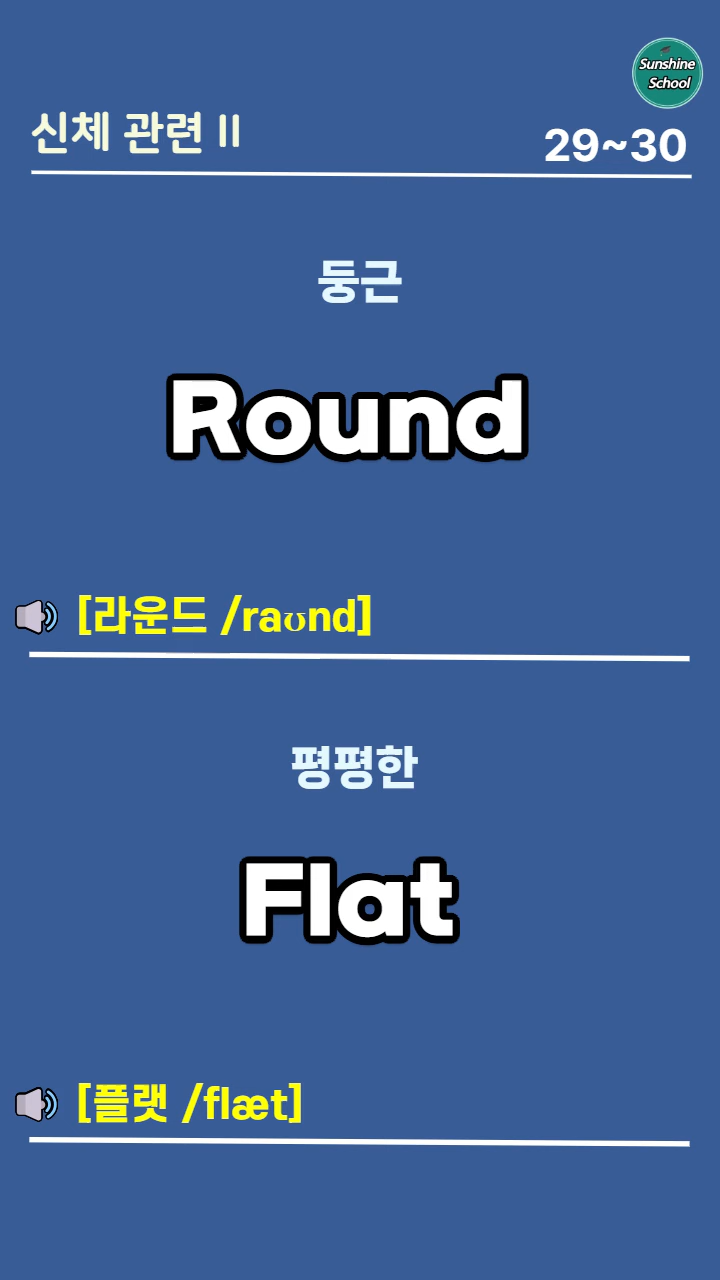 Sunshine
School
신체 관련 II
29~30
둥근
Round
[라운드 /raʊnd]
평평한
Flat
[플랫 /flæt]